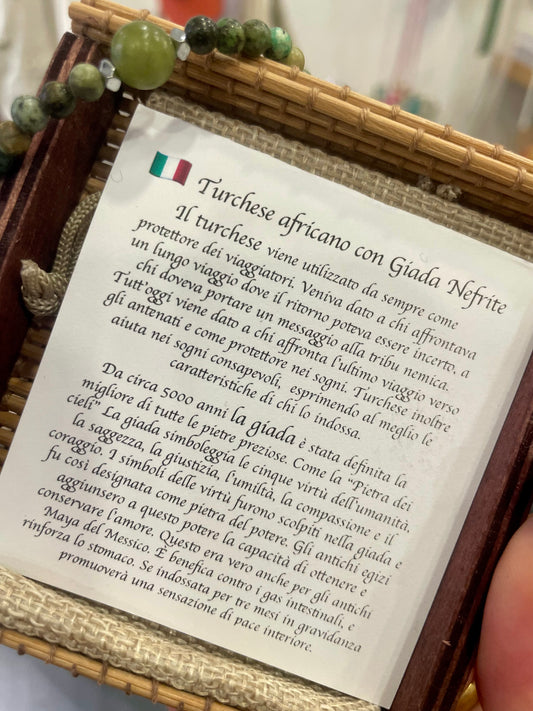 Turchese africano con Giada Nefrite
Il turchese viene utilizzato da sempre come
protettore dei viaggiatori. Veniva dato a chi affrontava
un lungo viaggio dove il ritorno poteva essere incerto, a
chi doveva portare un messaggio alla tribu nemica.
Tutt'oggi viene dato a chi affronta l'ultimo viaggio verso
gli antenati e come protettore nei sogni. Turchese inoltre
aiuta nei sogni consapevoli, esprimendo al meglio le
caratteristiche di chi lo indossa.
Da circa 5000 anni la giada è stata definita la
migliore di tutte le pietre preziose. Come la "Pietra dei
cieli" La giada simboleggia le cinque virtù dell'umanità,
la saggezza, la giustizia, l'umiltà, la compassione e il
coraggio. I simboli delle virtù furono scolpiti nella giada e
fu così designata come pietra del potere. Gli antichi egizi
aggiunsero a questo potere la capacità di ottenere e
conservare l'amore. Questo era vero anche per gli antichi
Maya del Messico. È benefica contro i gas intestinali, e
rinforza lo stomaco. Se indossata per tre mesi in gravidanza
promuoverà una sensazione di pace interiore.